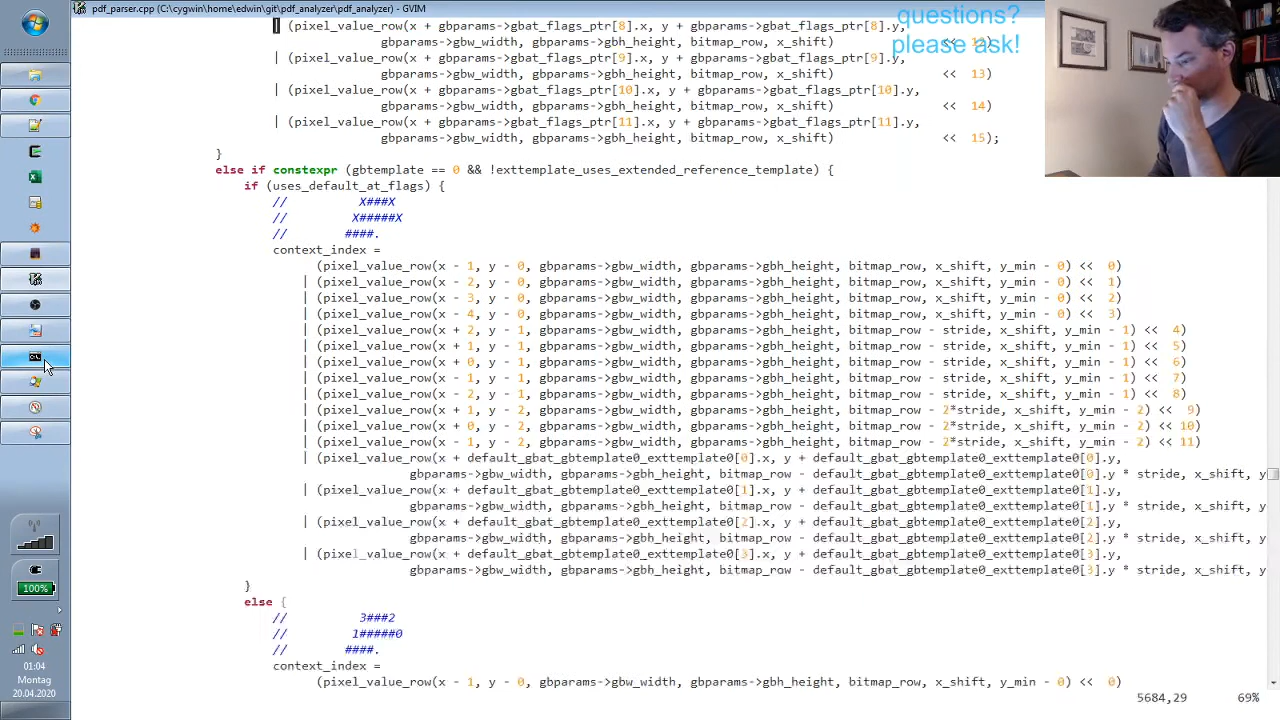 pdf_parser.cpp (C:\cygwin\home\edwin\git\pdf_analyzer\pdf_analyzer) - GVIM
questions?
please ask!
| (pixel_value_row(x + gbparams->gbat_flags_ptr[8].x, y + gbparams->gbat_flags_ptr[8].y,
gbparams->gbw_width, gbparams->gbh_height, bitmap_row, x_shift) << 12)
| (pixel_value_row(x + gbparams->gbat_flags_ptr[9].x, y + gbparams->gbat_flags_ptr[9].y,
gbparams->gbw_width, gbparams->gbh_height, bitmap_row, x_shift) << 13)
| (pixel_value_row(x + gbparams->gbat_flags_ptr[10].x, y + gbparams->gbat_flags_ptr[10].y,
gbparams->gbw_width, gbparams->gbh_height, bitmap_row, x_shift) << 14)
| (pixel_value_row(x + gbparams->gbat_flags_ptr[11].x, y + gbparams->gbat_flags_ptr[11].y,
gbparams->gbw_width, gbparams->gbh_height, bitmap_row, x_shift) << 15);
}
else if constexpr (gbtemplate == 0 && !exttemplate_uses_extended_reference_template) {
if (uses_default_at_flags) {
// X###X
// X#####X
// ####.
context_index =
(pixel_value_row(x - 1, y - 0, gbparams->gbw_width, gbparams->gbh_height, bitmap_row, x_shift, y_min - 0) << 0)
| (pixel_value_row(x - 2, y - 0, gbparams->gbw_width, gbparams->gbh_height, bitmap_row, x_shift, y_min - 0) << 1)
| (pixel_value_row(x - 3, y - 0, gbparams->gbw_width, gbparams->gbh_height, bitmap_row, x_shift, y_min - 0) << 2)
| (pixel_value_row(x - 4, y - 0, gbparams->gbw_width, gbparams->gbh_height, bitmap_row, x_shift, y_min - 0) << 3)
| (pixel_value_row(x + 2, y - 1, gbparams->gbw_width, gbparams->gbh_height, bitmap_row - stride, x_shift, y_min - 1) << 4)
| (pixel_value_row(x + 1, y - 1, gbparams->gbw_width, gbparams->gbh_height, bitmap_row - stride, x_shift, y_min - 1) << 5)
| (pixel_value_row(x + 0, y - 1, gbparams->gbw_width, gbparams->gbh_height, bitmap_row - stride, x_shift, y_min - 1) << 6)
| (pixel_value_row(x - 1, y - 1, gbparams->gbw_width, gbparams->gbh_height, bitmap_row - stride, x_shift, y_min - 1) << 7)
| (pixel_value_row(x - 2, y - 1, gbparams->gbw_width, gbparams->gbh_height, bitmap_row - stride, x_shift, y_min - 1) << 8)
| (pixel_value_row(x + 1, y - 2, gbparams->gbw_width, gbparams->gbh_height, bitmap_row - 2*stride, x_shift, y_min - 2) << 9)
| (pixel_value_row(x + 0, y - 2, gbparams->gbw_width, gbparams->gbh_height, bitmap_row - 2*stride, x_shift, y_min - 2) << 10)
| (pixel_value_row(x - 1, y - 2, gbparams->gbw_width, gbparams->gbh_height, bitmap_row - 2*stride, x_shift, y_min - 2) << 11)
| (pixel_value_row(x + default_gbat_gbtemplate0_exttemplate0[0].x, y + default_gbat_gbtemplate0_exttemplate0[0].y,
gbparams->gbw_width, gbparams->gbh_height, bitmap_row - default_gbat_gbtemplate0_exttemplate0[0].y * stride, x_shift, y
| (pixel_value_row(x + default_gbat_gbtemplate0_exttemplate0[1].x, y + default_gbat_gbtemplate0_exttemplate0[1].y,
gbparams->gbw_width, gbparams->gbh_height, bitmap_row - default_gbat_gbtemplate0_exttemplate0[1].y * stride, x_shift, y
| (pixel_value_row(x + default_gbat_gbtemplate0_exttemplate0[2].x, y + default_gbat_gbtemplate0_exttemplate0[2].y,
gbparams->gbw_width, gbparams->gbh_height, bitmap_row - default_gbat_gbtemplate0_exttemplate0[2].y * stride, x_shift, y
| (pixel_value_row(x + default_gbat_gbtemplate0_exttemplate0[3].x, y + default_gbat_gbtemplate0_exttemplate0[3].y,
gbparams->gbw_width, gbparams->gbh_height, bitmap_row - default_gbat_gbtemplate0_exttemplate0[3].y * stride, x_shift, y
}
else {
// 3###2
// 1#####0
// ####.
context_index =
(pixel_value_row(x - 1, y - 0, gbparams->gbw_width, gbparams->gbh_height, bitmap_row, x_shift, y_min - 0) << 0)
5684,29 69%
100%
01:04
Montag
20.04.2020